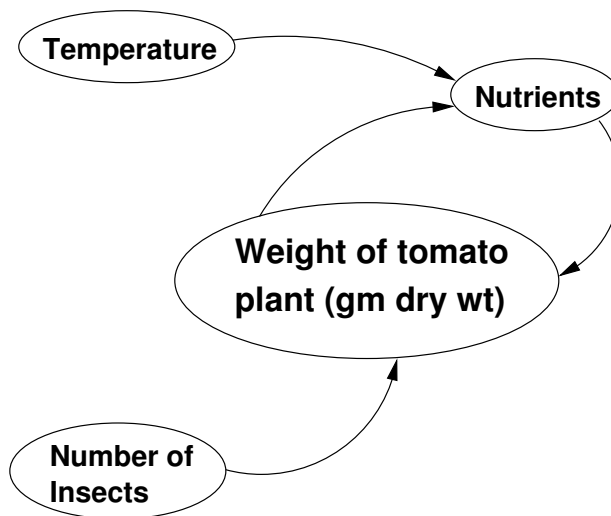 Temperature
Nutrients
Weight of tomato
plant (gm dry wt)
Number of
Insects